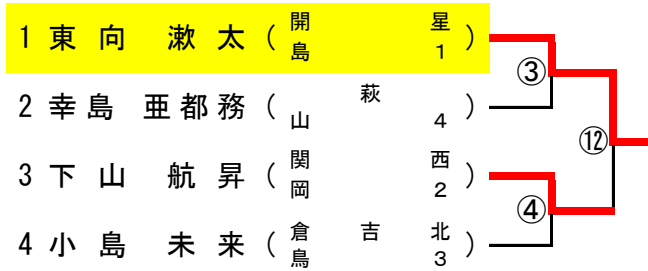 1 東向 漱太 (開星 島1)
③
2 幸島 亜都務 (萩 山4)
⑫
3 下山 航昇 (関西 岡2)
④
4 小島 未来 (倉吉北 鳥3)